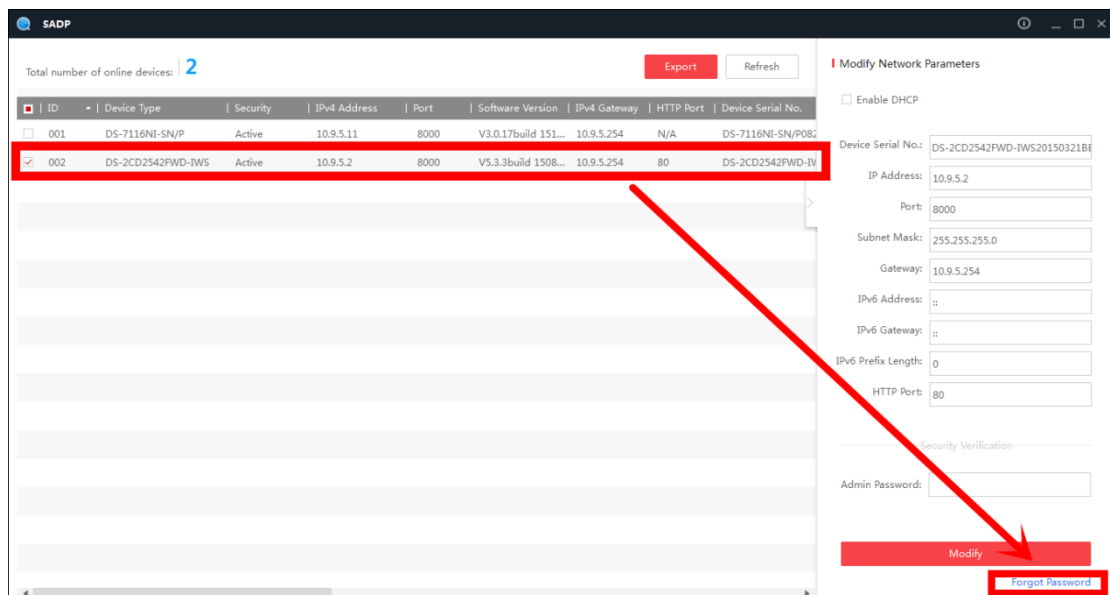 SADP
Total number of online devices: 2
Export
Refresh
ID | Device Type | Security | IPv4 Address | Port | Software Version | IPv4 Gateway | HTTP Port | Device Serial No.
001 DS-7116NI-SN/P Active 10.9.5.11 8000 V3.0.17build 151... 10.9.5.254 N/A DS-7116NI-SN/P082
002 DS-2CD2542FWD-IWS Active 10.9.5.2 8000 V5.3.3build 1508... 10.9.5.254 80 DS-2CD2542FWD-IW
Modify Network Parameters
Enable DHCP
Device Serial No.: DS-2CD2542FWD-IWS20150321BE
IP Address: 10.9.5.2
Port: 8000
Subnet Mask: 255.255.255.0
Gateway: 10.9.5.254
IPv6 Address: ::
IPv6 Gateway: ::
IPv6 Prefix Length: 0
HTTP Port: 80
Security Verification
Admin Password:
Modify
Forgot Password